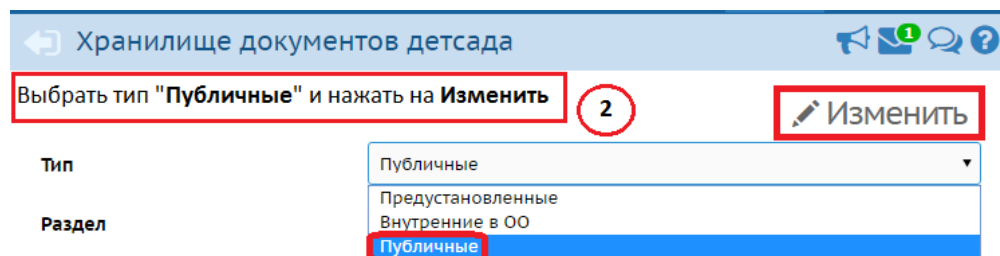 Хранилище документов детсада
1
?
Выбрать тип "Публичные" и нажать на Изменить
2
Изменить
Тип
Публичные
Предустановленные
Раздел
Внутренние в ОО
Публичные